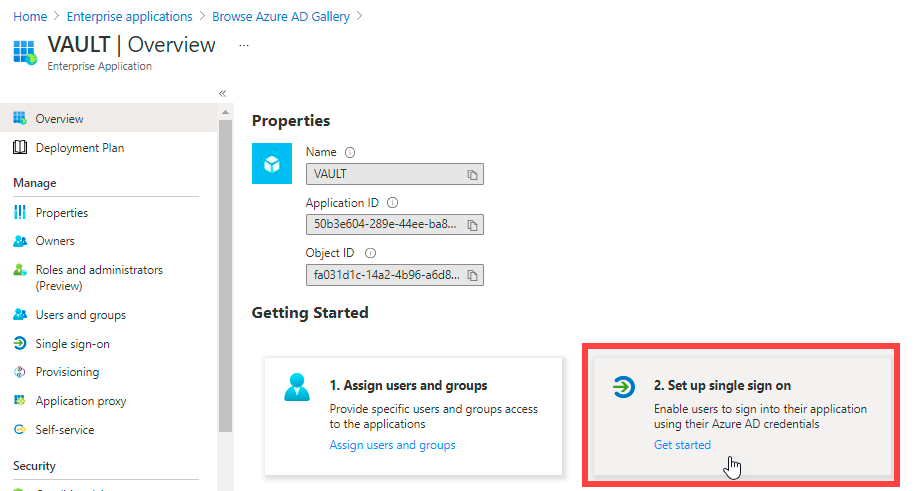 Home > Enterprise applications > Browse Azure AD Gallery >
VAULT | Overview ...
Enterprise Application
«
Overview
Deployment Plan
Manage
Properties
Owners
Roles and administrators
(Preview)
Users and groups
Single sign-on
Provisioning
Application proxy
Self-service
Security
Properties
Name
VAULT
Application ID
50b3e604-289e-44ee-ba8...
Object ID
fa031d1c-14a2-4b96-a6d8...
Getting Started
1. Assign users and groups
Provide specific users and groups access
to the applications
Assign users and groups
2. Set up single sign on
Enable users to sign into their application
using their Azure AD credentials
Get started